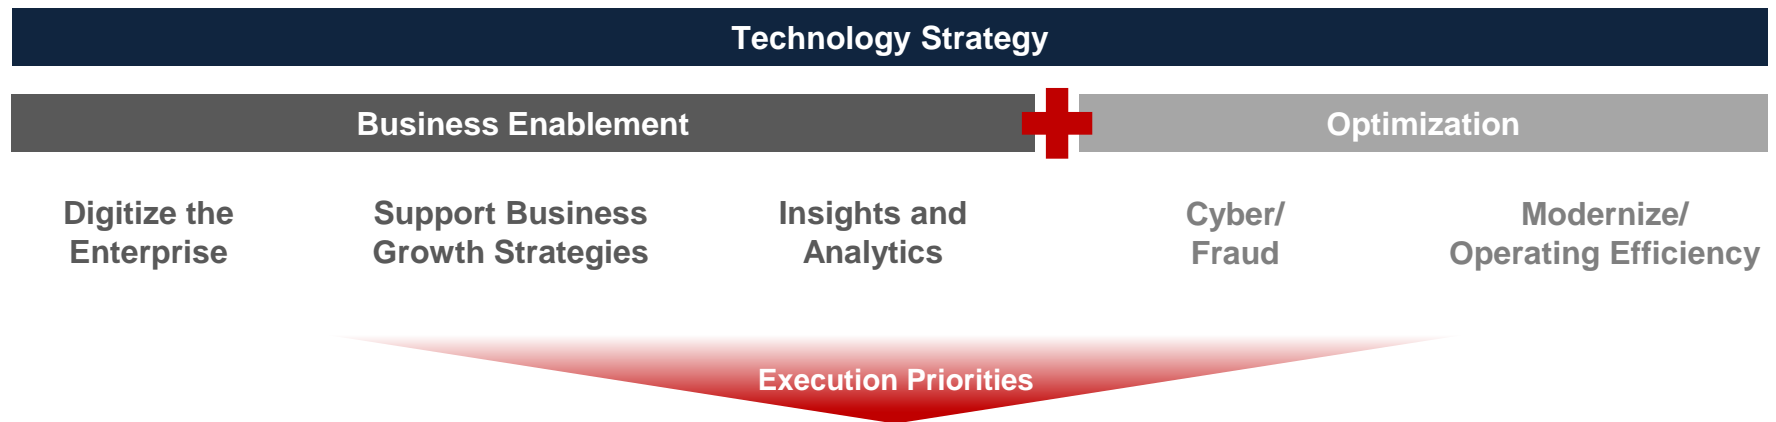 Technology Strategy
Business Enablement
Optimization
Digitize the
Enterprise
Support Business
Growth Strategies
Insights and
Analytics
Cyber/
Fraud
Modernize/
Operating Efficiency
Execution Priorities